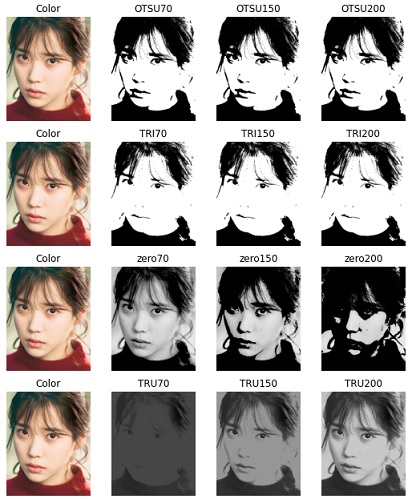 Color OTSU70 OTSU150 OTSU200
Color TRI70 TRI150 TRI200
Color zero70 zero150 zero200
Color TRU70 TRU150 TRU200